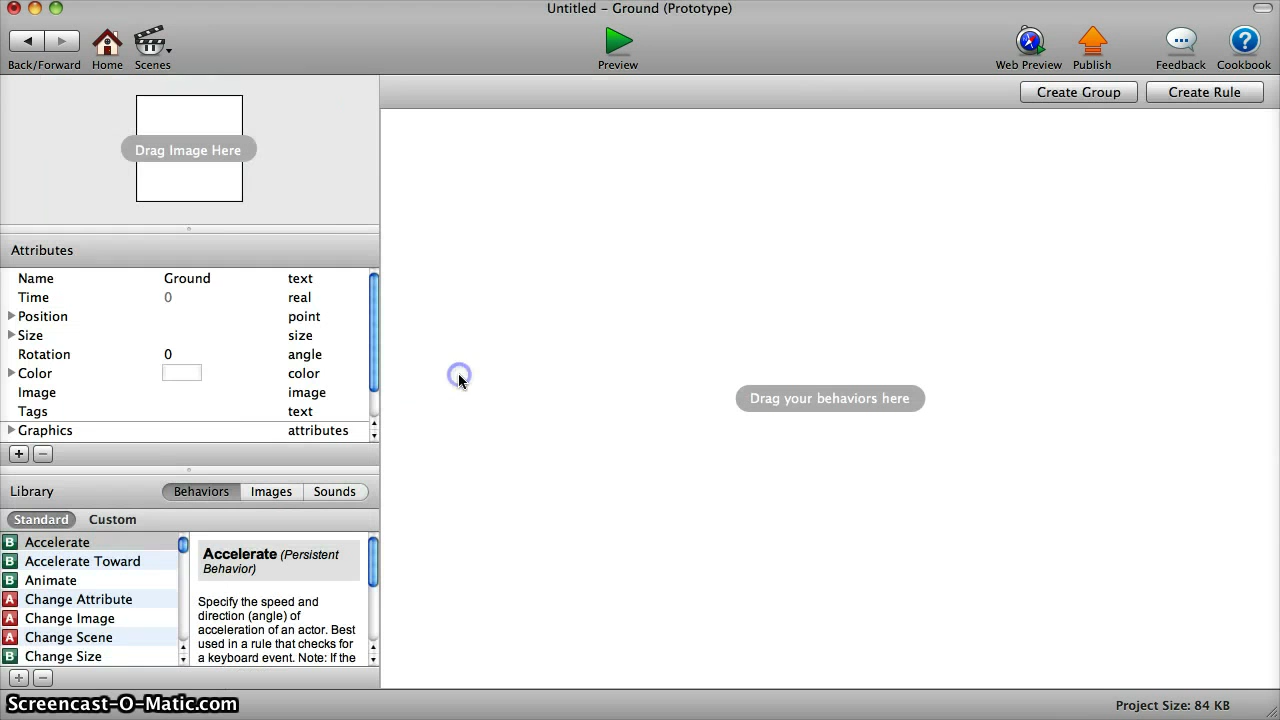 Untitled – Ground (Prototype)
Back/Forward
Home
Scenes
Preview
Web Preview
Publish
Feedback
Cookbook
Create Group
Create Rule
Drag Image Here
Attributes
Name Ground text
Time 0 real
Position point
Size size
Rotation 0 angle
Color color
Image image
Tags text
Graphics attributes
Drag your behaviors here
Library
Behaviors Images Sounds
Standard Custom
B Accelerate
B Accelerate Toward
B Animate
A Change Attribute
A Change Image
A Change Scene
B Change Size
Accelerate (Persistent
Behavior)
Specify the speed and
direction (angle) of
acceleration of an actor. Best
used in a rule that checks for
a keyboard event. Note: If the
Screencast-O-Matic.com
Project Size: 84 KB